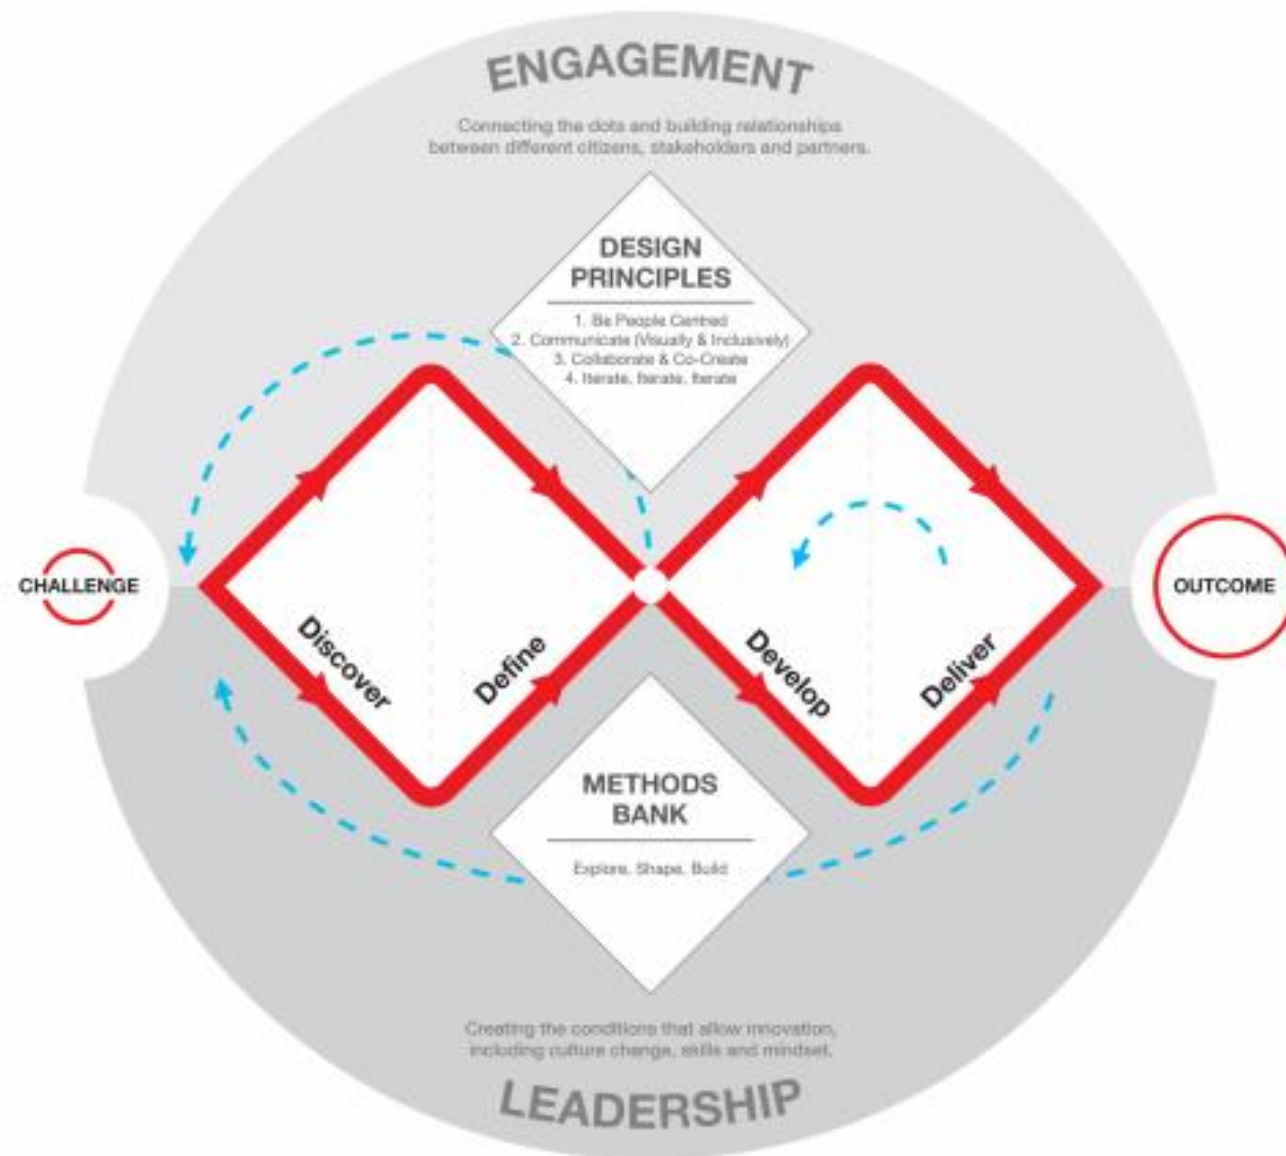 ENGAGEMENT
Connecting the dots and building relationships
between different citizens, stakeholders and partners.
DESIGN
PRINCIPLES
1. Be People Centred
2. Communicate (Visually & Inclusively)
3. Collaborate & Co-Create
4. Iterate, Iterate, Iterate
CHALLENGE
OUTCOME
Discover
Define
Develop
Deliver
METHODS
BANK
Explore, Shape, Build
Creating the conditions that allow innovation,
including culture change, skills and mindset.
LEADERSHIP